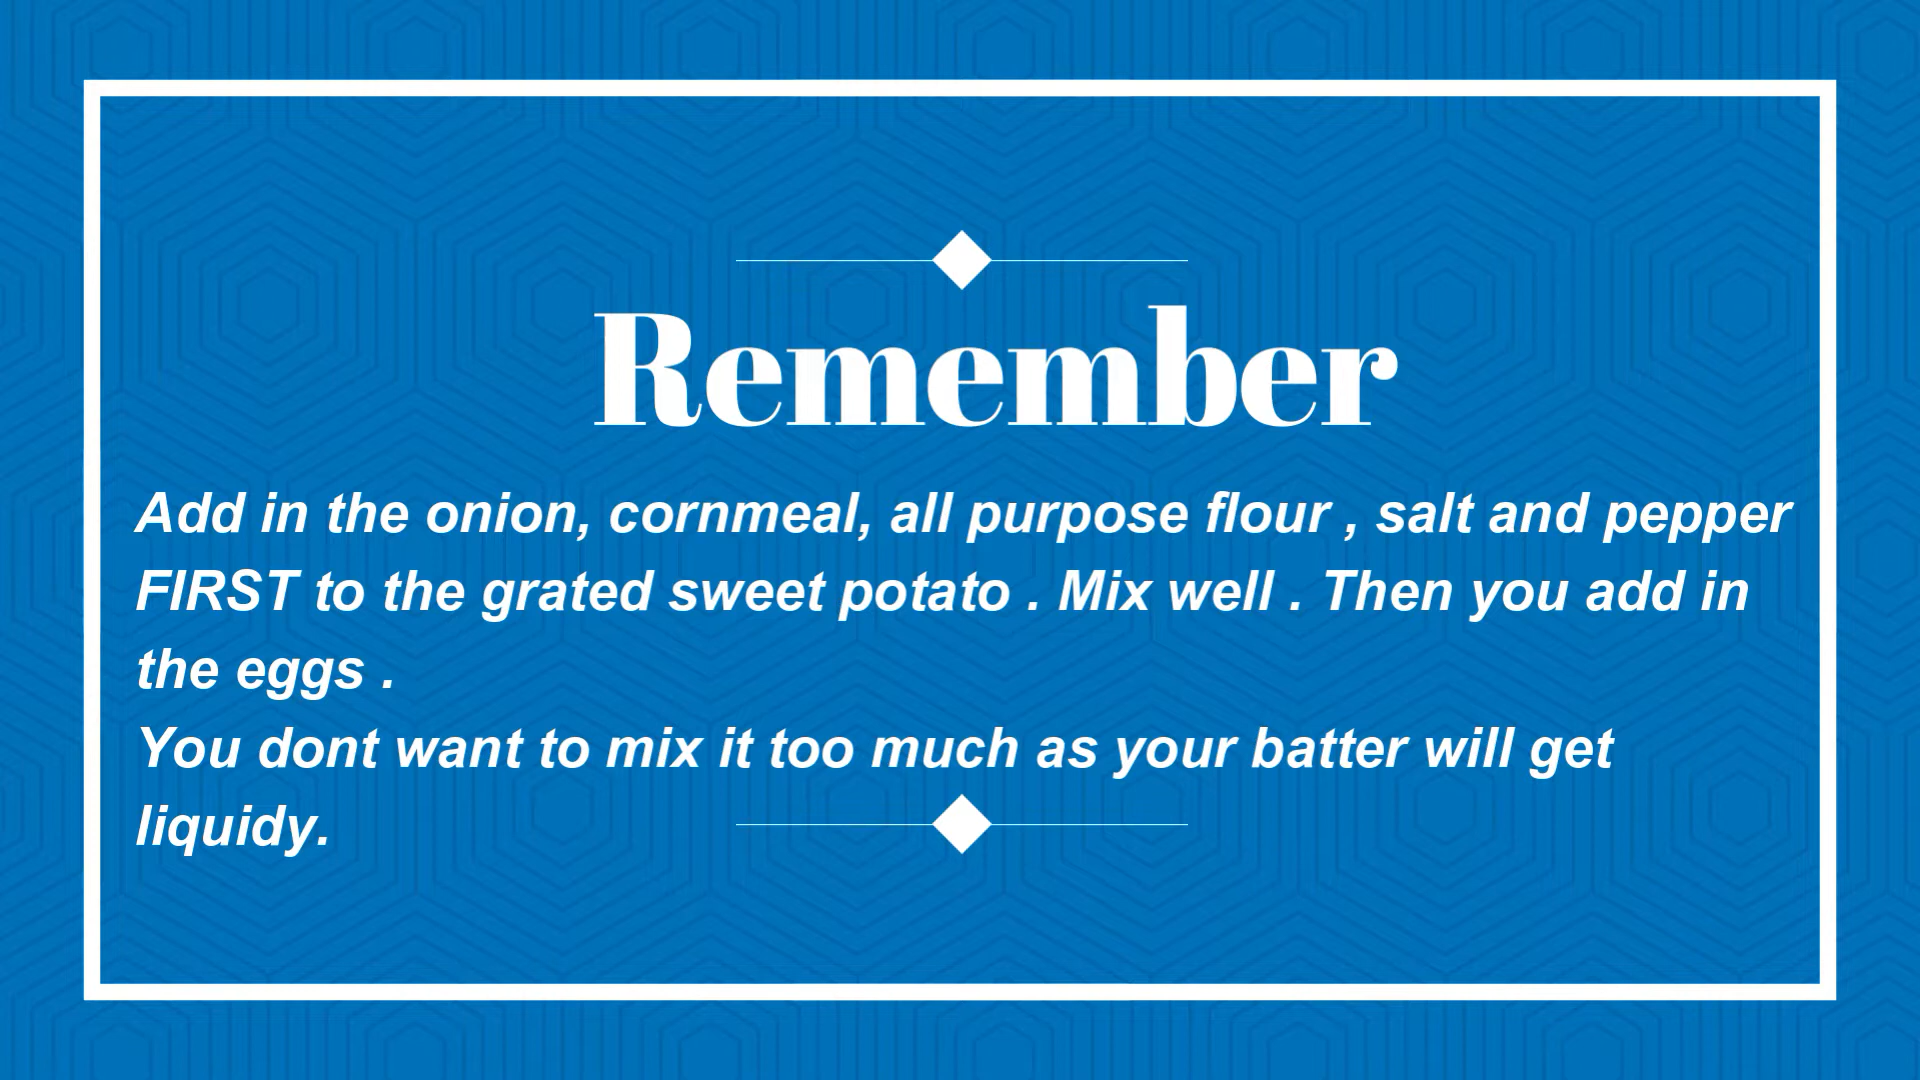 Remember
Add in the onion, cornmeal, all purpose flour , salt and pepper
FIRST to the grated sweet potato . Mix well . Then you add in
the eggs .
You dont want to mix it too much as your batter will get
liquidy.